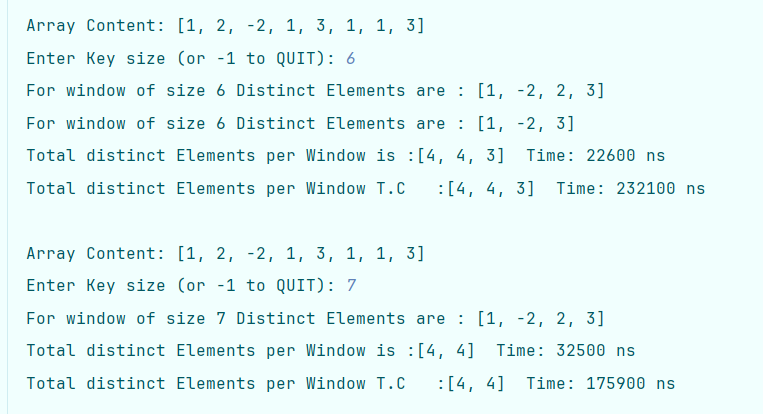 Array Content: [1, 2, -2, 1, 3, 1, 1, 3]
Enter Key size (or -1 to QUIT): 6
For window of size 6 Distinct Elements are : [1, -2, 2, 3]
For window of size 6 Distinct Elements are : [1, -2, 3]
Total distinct Elements per Window is :[4, 4, 3]  Time: 22600 ns
Total distinct Elements per Window T.C   :[4, 4, 3]  Time: 232100 ns
Array Content: [1, 2, -2, 1, 3, 1, 1, 3]
Enter Key size (or -1 to QUIT): 7
For window of size 7 Distinct Elements are : [1, -2, 2, 3]
Total distinct Elements per Window is :[4, 4]  Time: 32500 ns
Total distinct Elements per Window T.C   :[4, 4]  Time: 175900 ns